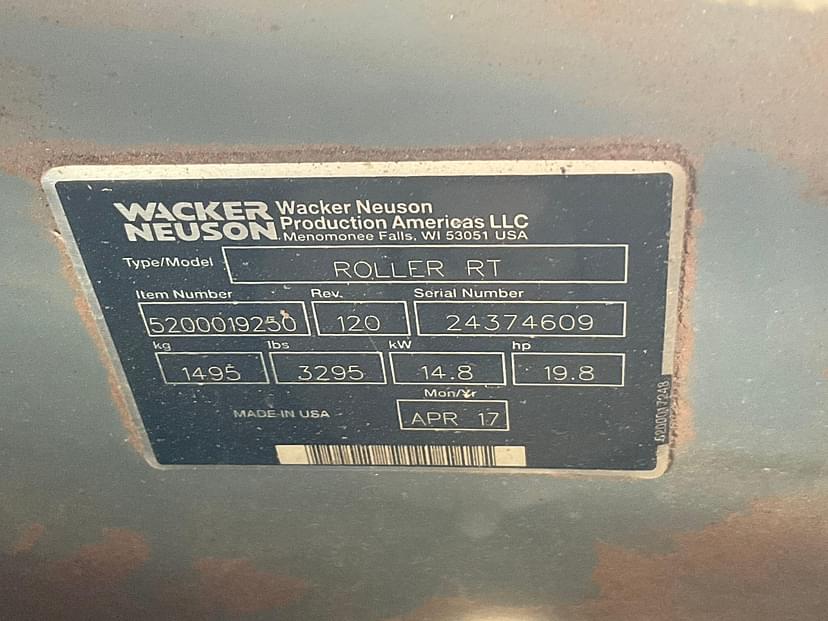 WACKER NEUSON
Wacker Neuson
Production Americas LLC
Menomonee Falls, WI 53051 USA
Type/Model ROLLER RT
Item Number Rev. Serial Number
5200019250 120 24374609
kg lbs kW hp
1495 3295 14.8 19.8
Mon/Yr
MADE IN USA APR 17
5200017248